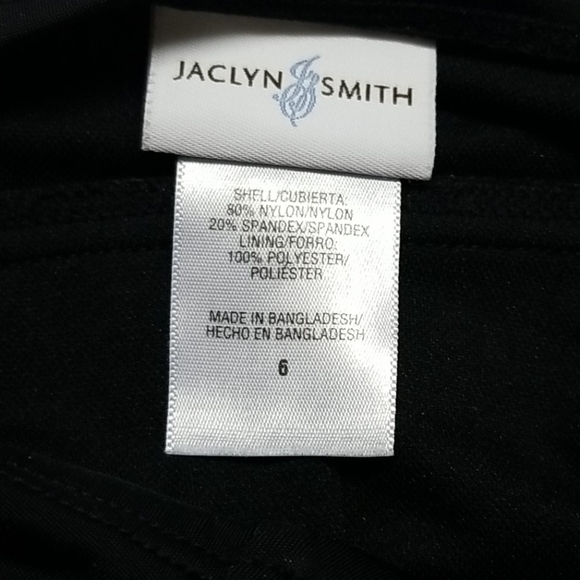 JACLYN JS SMITH
SHELL/CUBIERTA:
80% NYLON/NYLON
20% SPANDEX/SPANDEX
LINING/FORRO:
100% POLYESTER/
POLIÉSTER
MADE IN BANGLADESH/
HECHO EN BANGLADESH
6